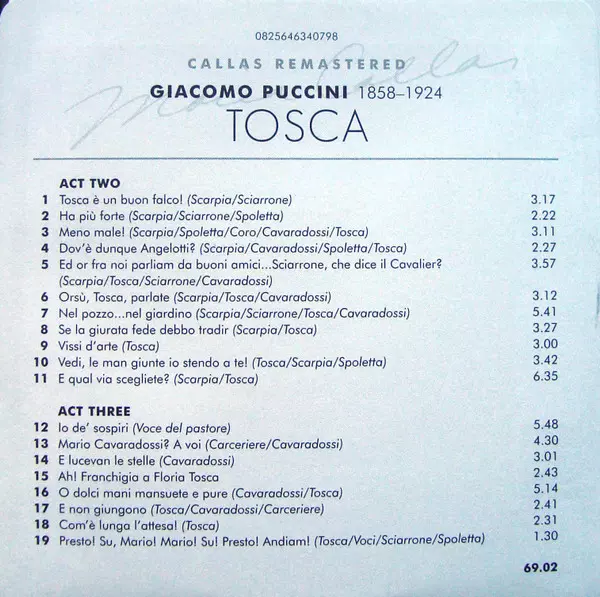 0825646340798
CALLAS REMASTERED
Maria Callas
GIACOMO PUCCINI 1858–1924
TOSCA
ACT TWO
1 Tosca è un buon falco! (Scarpia/Sciarrone) 3.17
2 Ha più forte (Scarpia/Sciarrone/Spoletta) 2.22
3 Meno male! (Scarpia/Spoletta/Coro/Cavaradossi/Tosca) 3.11
4 Dov'è dunque Angelotti? (Scarpia/Cavaradossi/Spoletta/Tosca) 2.27
5 Ed or fra noi parliam da buoni amici...Sciarrone, che dice il Cavalier? 3.57
(Scarpia/Tosca/Sciarrone/Cavaradossi)
6 Orsù, Tosca, parlate (Scarpia/Tosca/Cavaradossi) 3.12
7 Nel pozzo...nel giardino (Scarpia/Sciarrone/Tosca/Cavaradossi) 5.41
8 Se la giurata fede debbo tradir (Scarpia/Tosca) 3.27
9 Vissi d'arte (Tosca) 3.00
10 Vedi, le man giunte io stendo a te! (Tosca/Scarpia/Spoletta) 3.42
11 E qual via scegliete? (Scarpia/Tosca) 6.35
ACT THREE
12 Io de' sospiri (Voce del pastore) 5.48
13 Mario Cavaradossi? A voi (Carceriere/Cavaradossi) 4.30
14 E lucevan le stelle (Cavaradossi) 3.01
15 Ah! Franchigia a Floria Tosca 2.43
16 O dolci mani mansuete e pure (Cavaradossi/Tosca) 5.14
17 E non giungono (Tosca/Cavaradossi/Carceriere) 2.41
18 Com'è lunga l'attesa! (Tosca) 2.31
19 Presto! Su, Mario! Mario! Su! Presto! Andiam! (Tosca/Voci/Sciarrone/Spoletta) 1.30
69.02